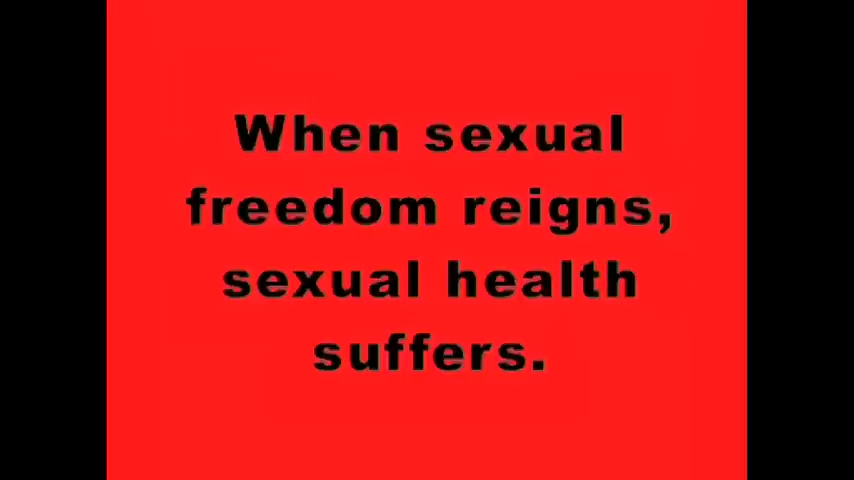 When sexual
freedom reigns,
sexual health
suffers.